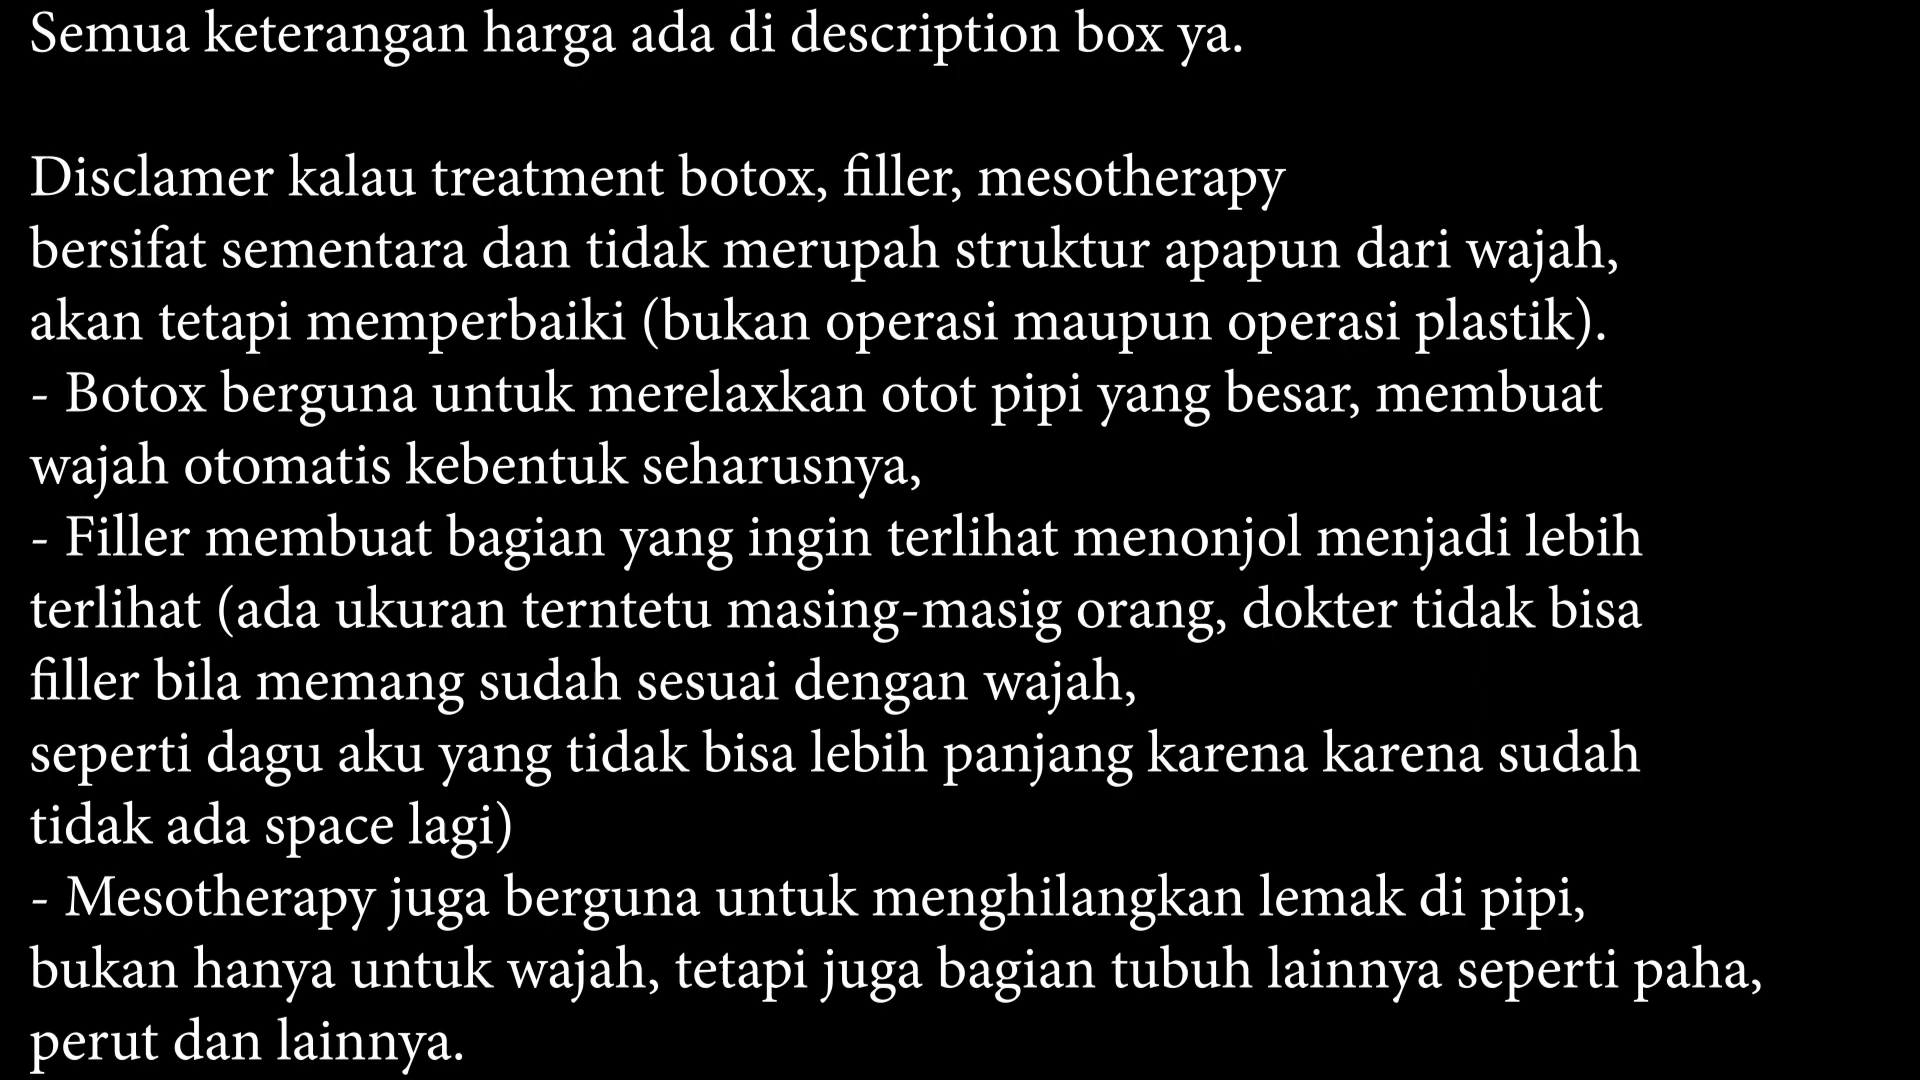 Semua keterangan harga ada di description box ya.
Disclamer kalau treatment botox, filler, mesotherapy
bersifat sementara dan tidak merupah struktur apapun dari wajah,
akan tetapi memperbaiki (bukan operasi maupun operasi plastik).
- Botox berguna untuk merelaxkan otot pipi yang besar, membuat
wajah otomatis kebentuk seharusnya,
- Filler membuat bagian yang ingin terlihat menonjol menjadi lebih
terlihat (ada ukuran terntetu masing-masig orang, dokter tidak bisa
filler bila memang sudah sesuai dengan wajah,
seperti dagu aku yang tidak bisa lebih panjang karena karena sudah
tidak ada space lagi)
- Mesotherapy juga berguna untuk menghilangkan lemak di pipi,
bukan hanya untuk wajah, tetapi juga bagian tubuh lainnya seperti paha,
perut dan lainnya.